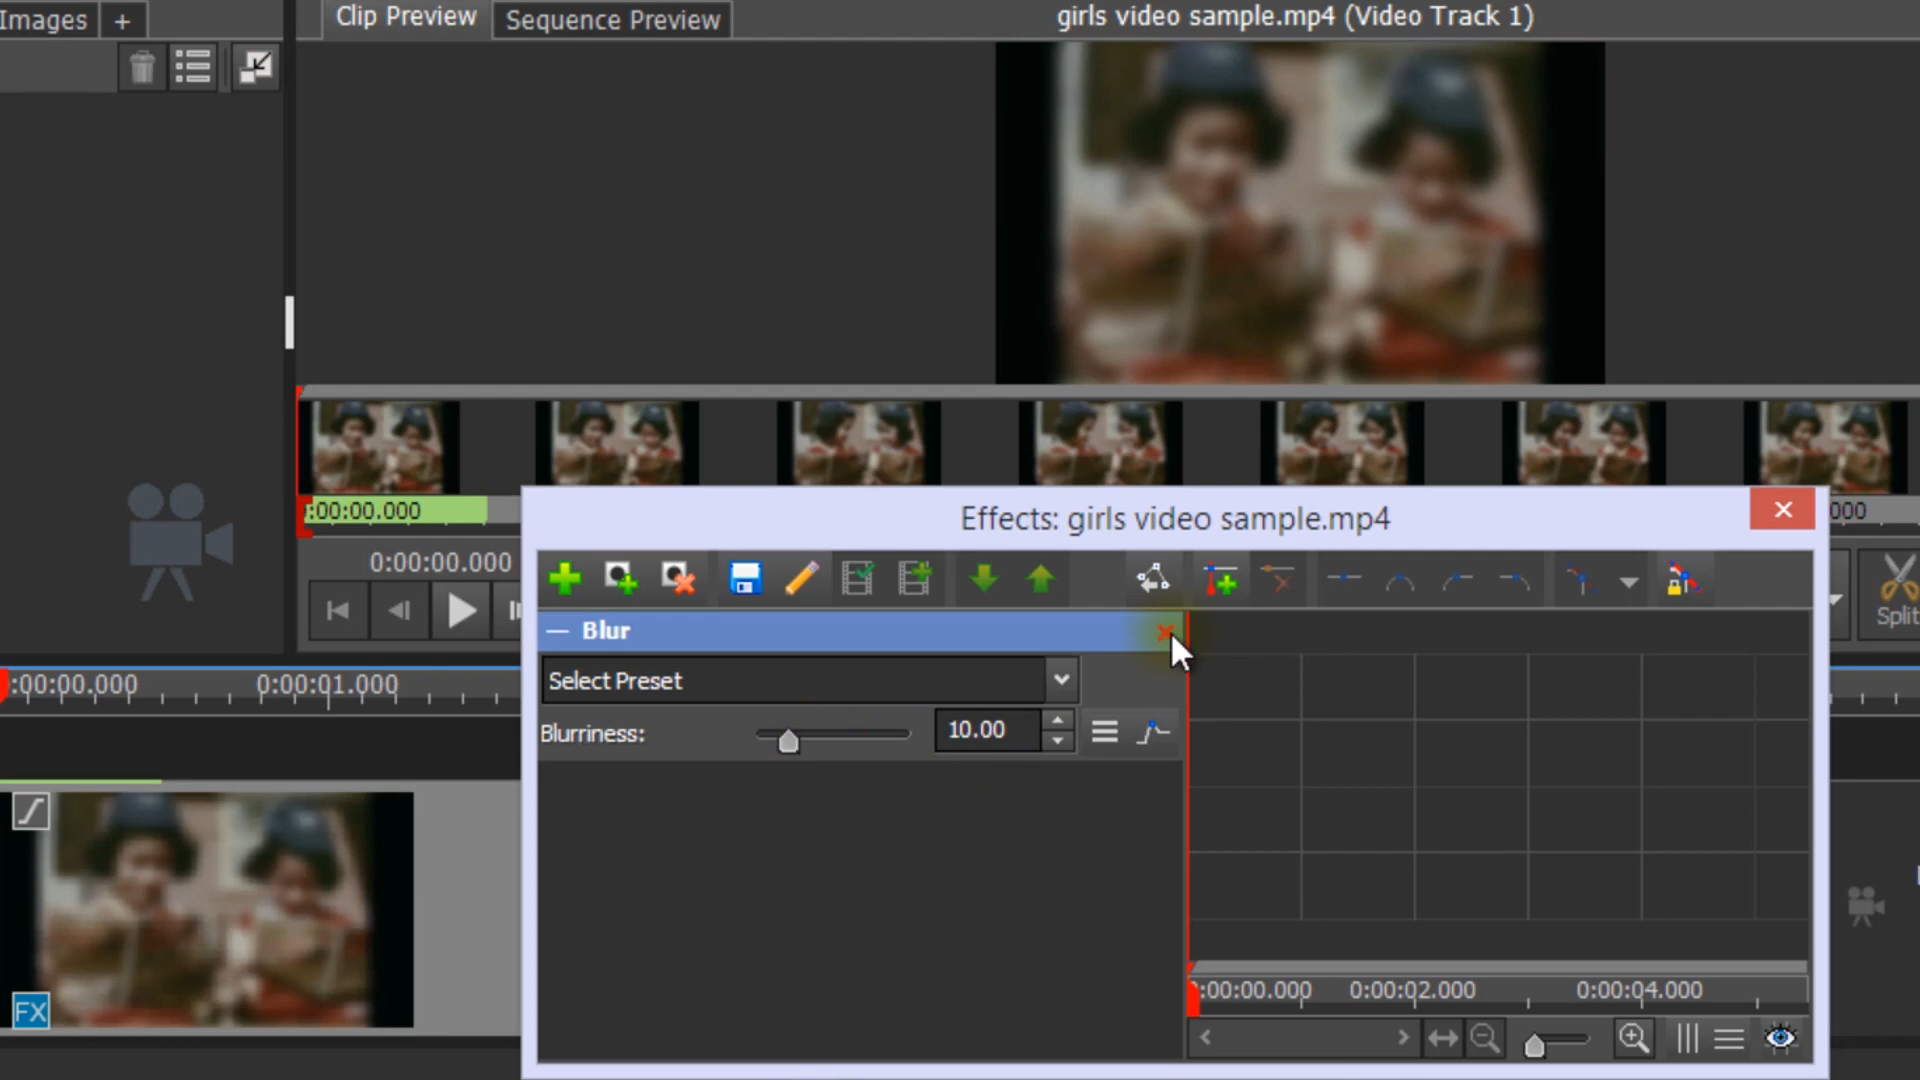 Images +
Clip Preview
Sequence Preview
girls video sample.mp4 (Video Track 1)
:00:00.000
000
0:00:00.000
Split
Effects: girls video sample.mp4
Blur
Select Preset
Blurriness:
10.00
:00:00.000
0:00:01.000
FX
:00:00.000
0:00:02.000
0:00:04.000